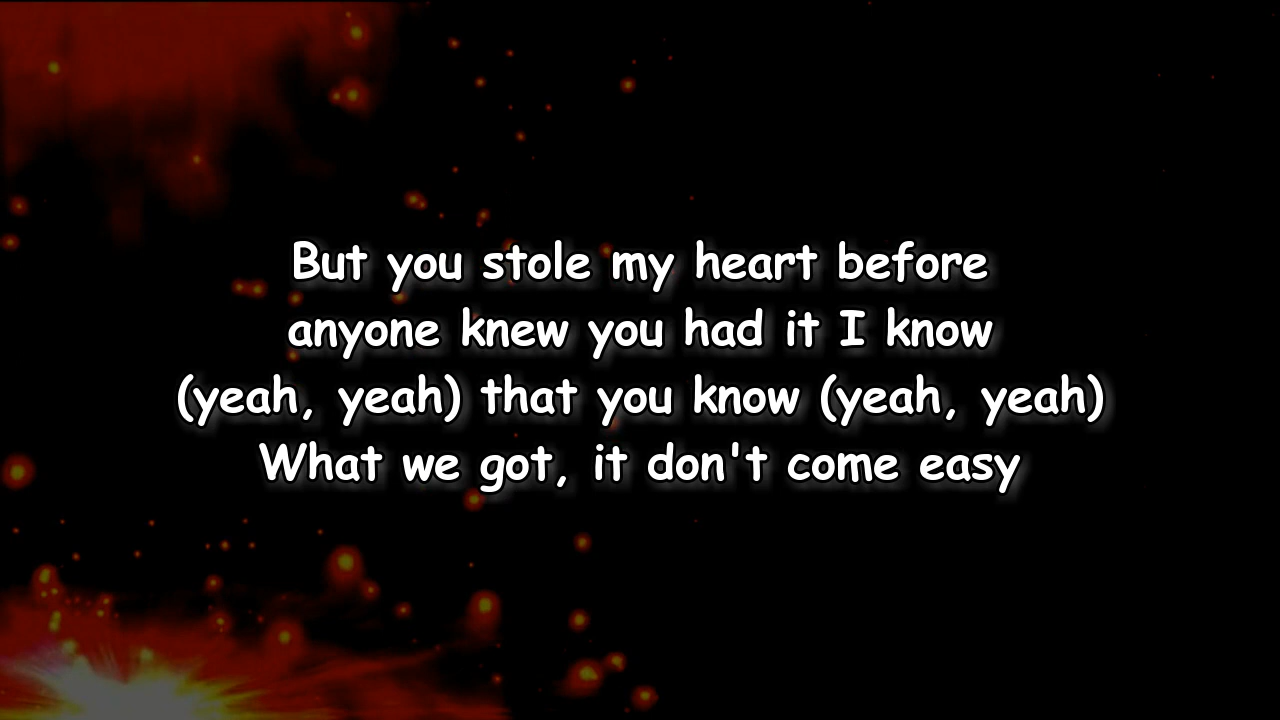 But you stole my heart before
anyone knew you had it I know
(yeah, yeah) that you know (yeah, yeah)
What we got, it don't come easy